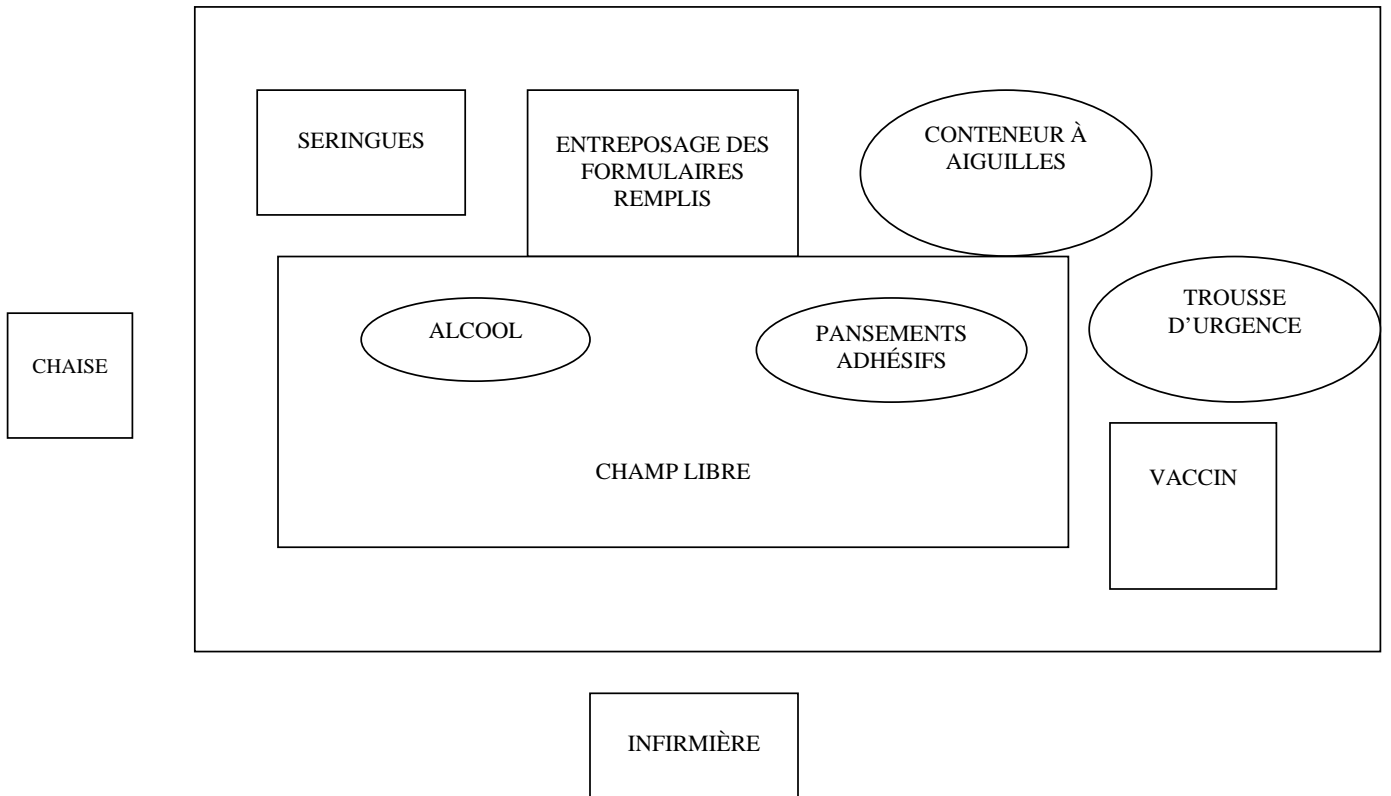 SERINGUES
ENTREPOSAGE DES
FORMULAIRES
REMPLIS
CONTENEUR À
AIGUILLES
TROUSSE
D’URGENCE
ALCOOL
PANSEMENTS
ADHÉSIFS
CHAISE
CHAMP LIBRE
VACCIN
INFIRMIÈRE